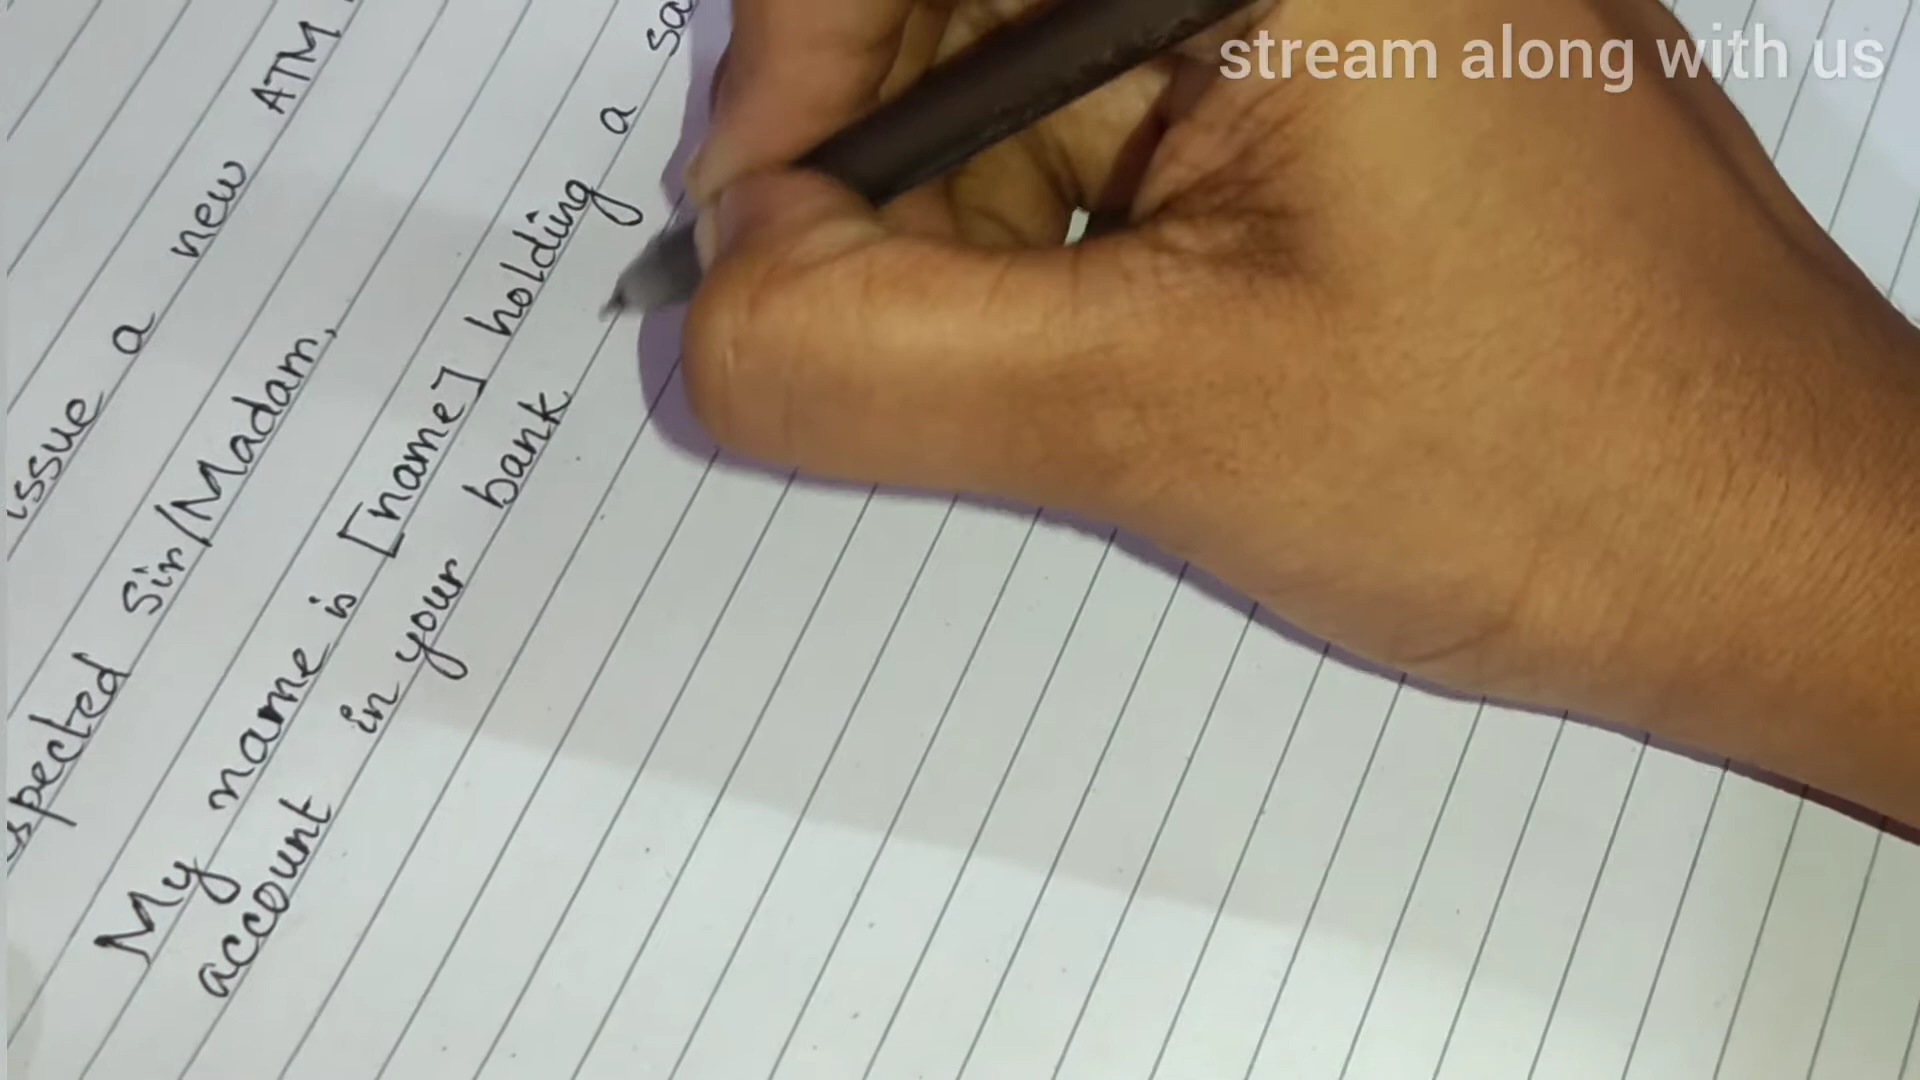 stream along with us
issue a new ATM
spected Sir/Madam,
My name is [name] holding a sa
account in your bank